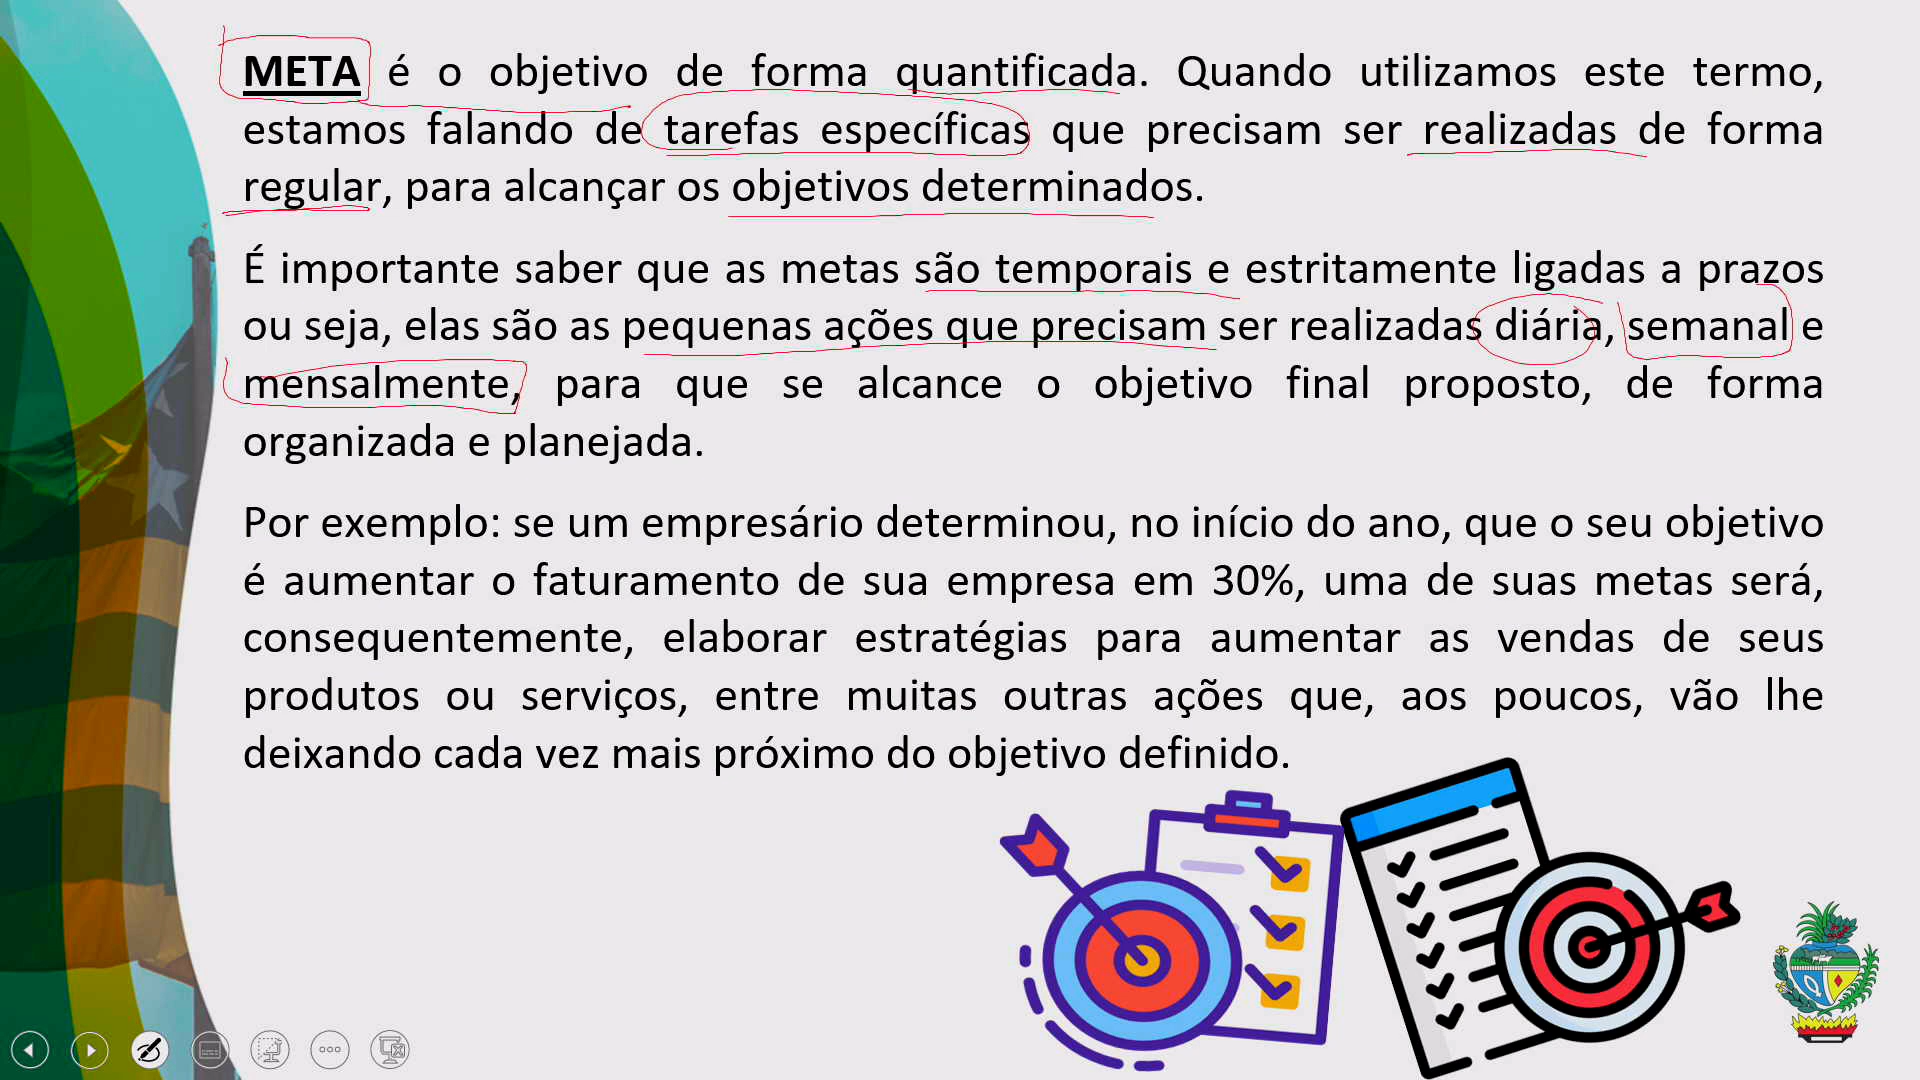 META é o objetivo de forma quantificada. Quando utilizamos este termo,
estamos falando de tarefas específicas que precisam ser realizadas de forma
regular, para alcançar os objetivos determinados.
É importante saber que as metas são temporais e estritamente ligadas a prazos
ou seja, elas são as pequenas ações que precisam ser realizadas diária, semanal e
mensalmente, para que se alcance o objetivo final proposto, de forma
organizada e planejada.
Por exemplo: se um empresário determinou, no início do ano, que o seu objetivo
é aumentar o faturamento de sua empresa em 30%, uma de suas metas será,
consequentemente, elaborar estratégias para aumentar as vendas de seus
produtos ou serviços, entre muitas outras ações que, aos poucos, vão lhe
deixando cada vez mais próximo do objetivo definido.